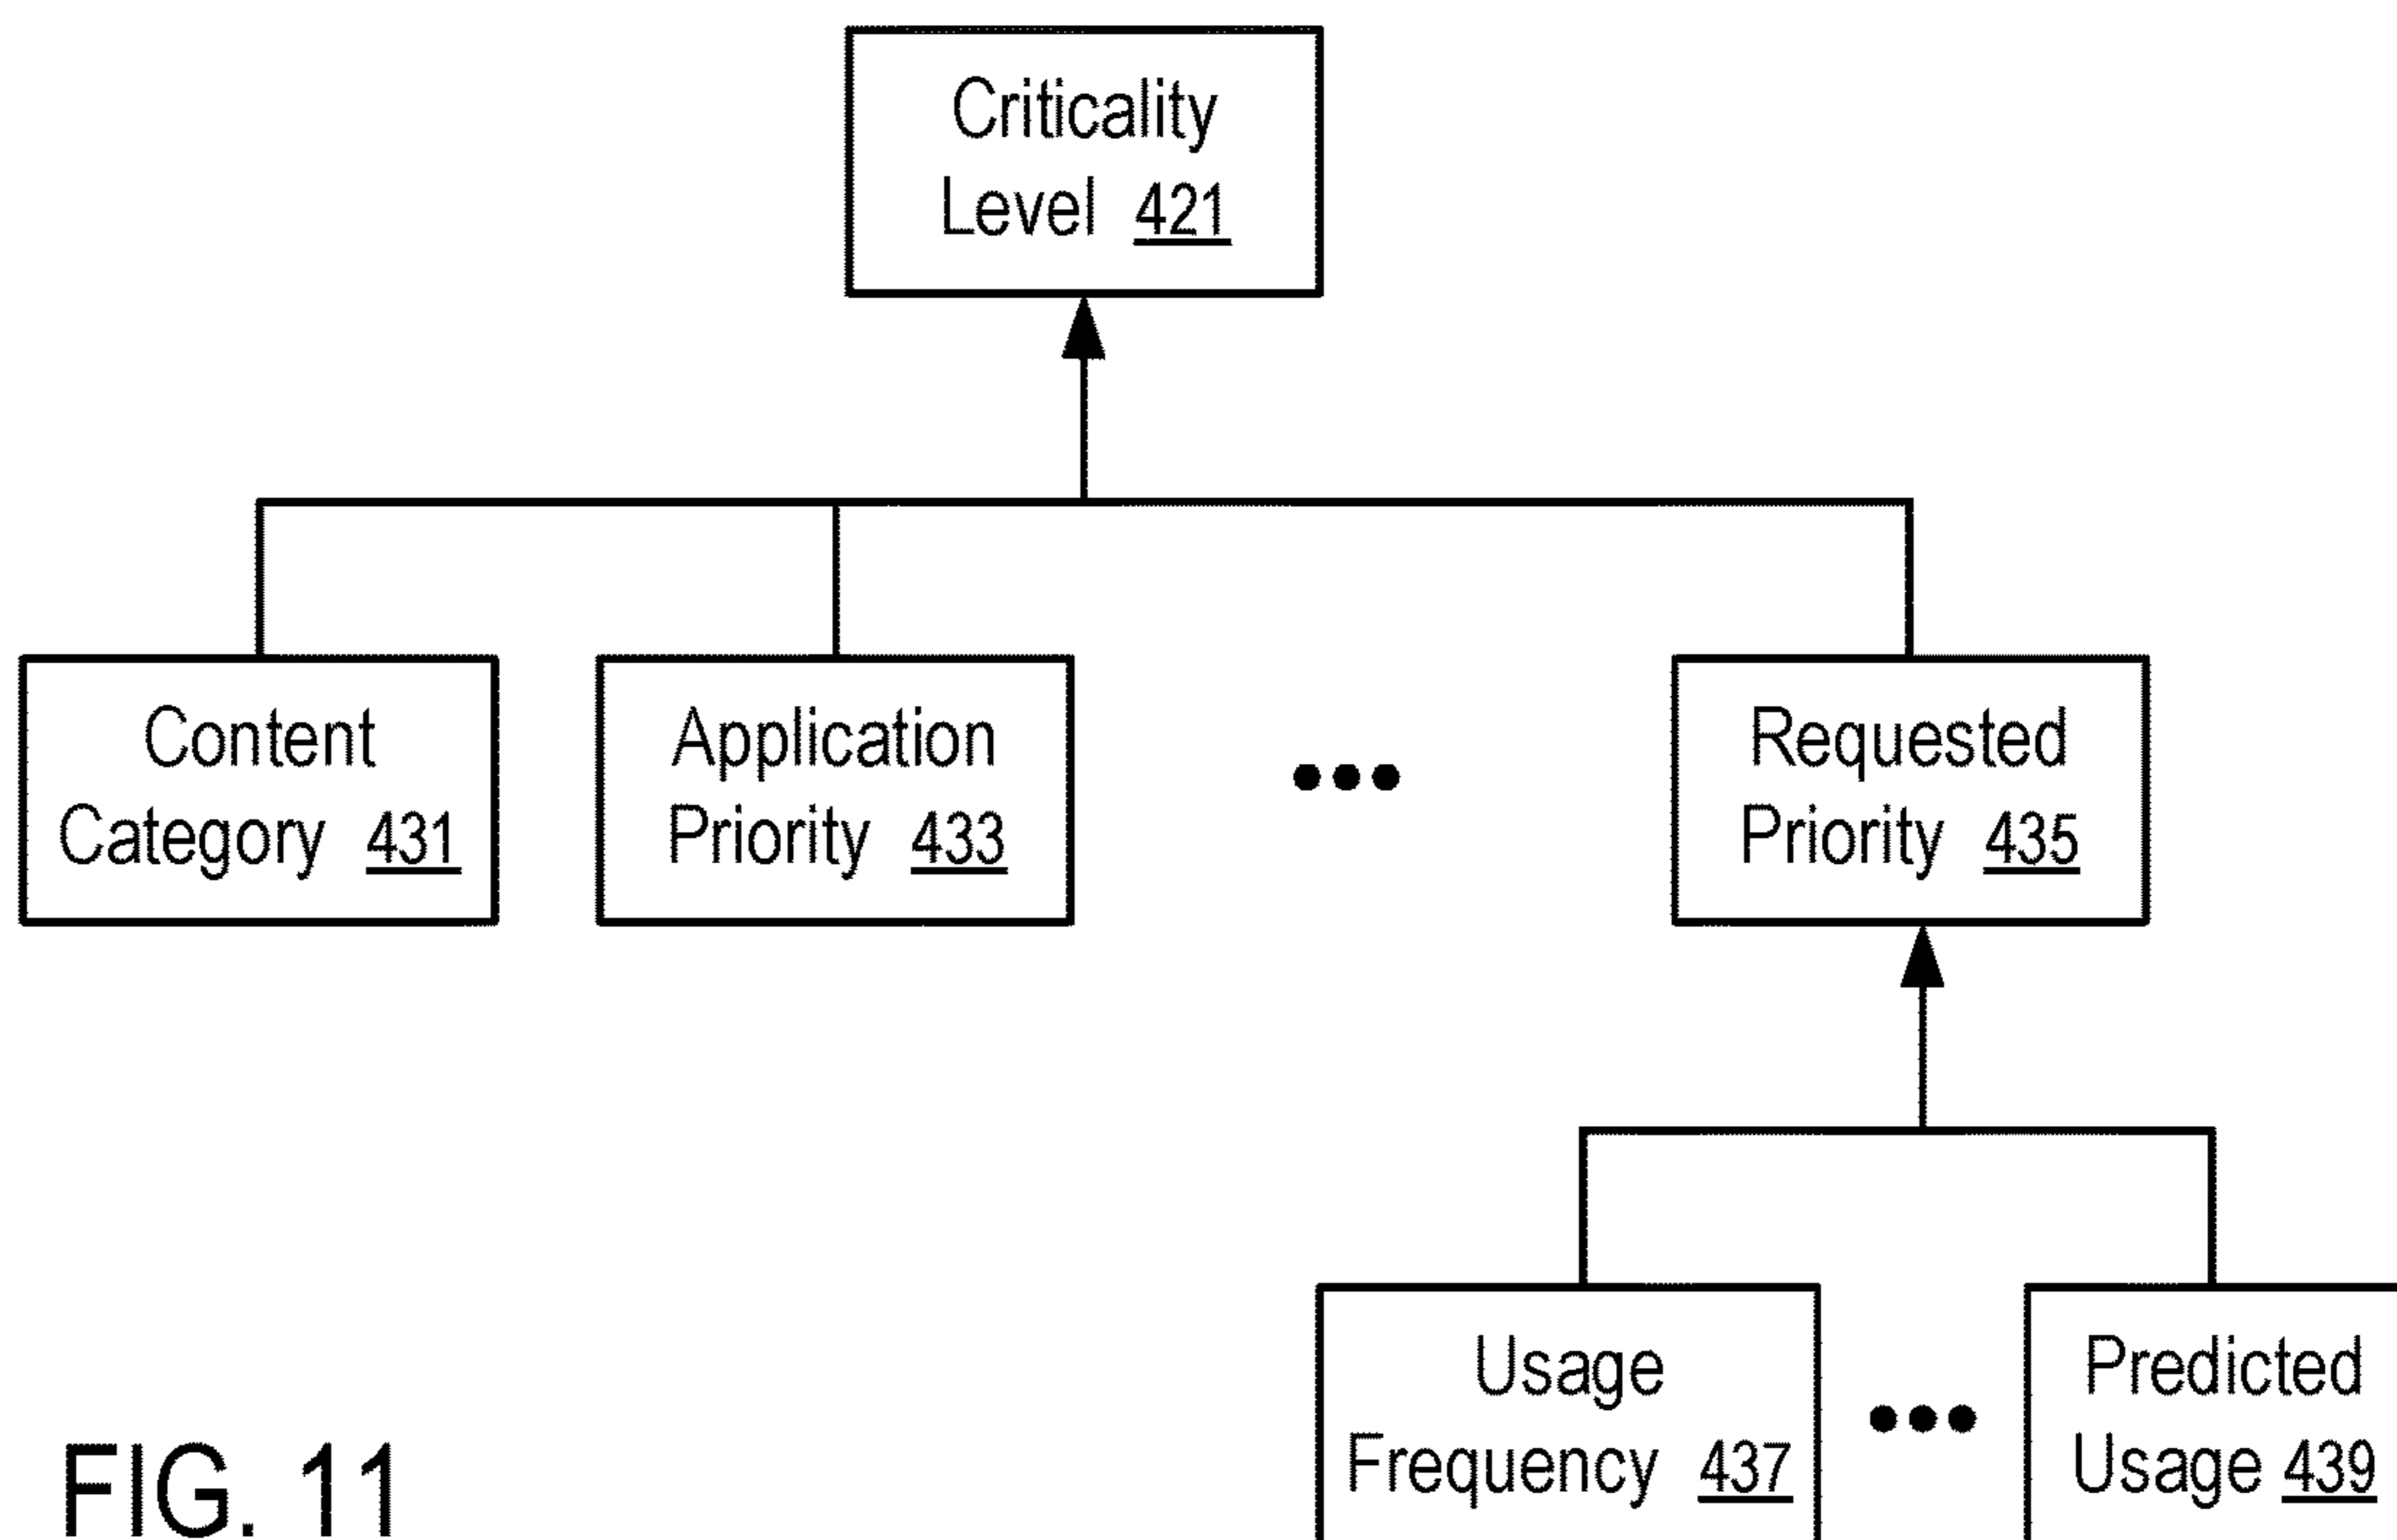 Criticality
Level 421
Content
Category 431
Application
Priority 433
Requested
Priority 435
Usage
Frequency 437
Predicted
Usage 439
FIG. 11